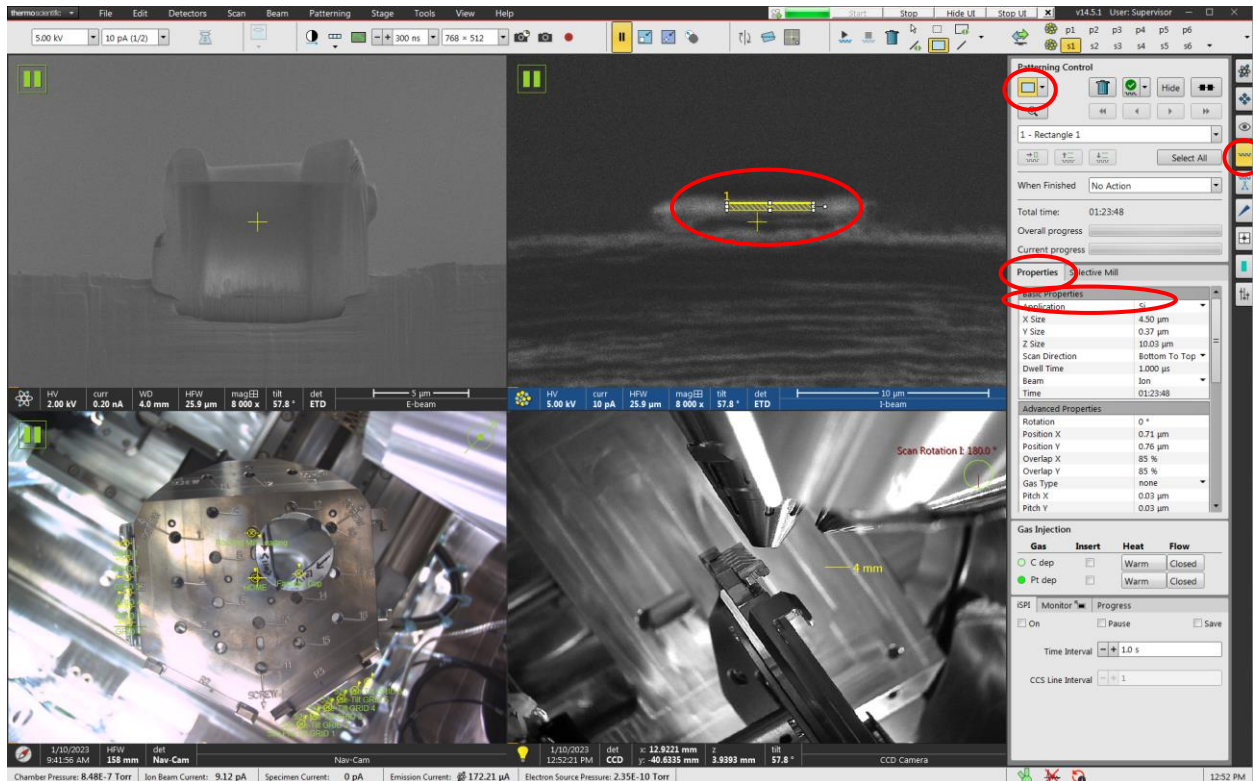 thermoscientific File Edit Detectors Scan Beam Patterning Stage Tools View Help Start Stop Hide UI Stop UI v14.5.1 User: Supervisor
5.00 kV 10 pA (1/2) 300 ns 768 × 512 p1 p2 p3 p4 p5 p6
s1 s2 s3 s4 s5 s6
Patterning Control
Hide
1 - Rectangle 1
Select All
When Finished No Action
Total time: 01:23:48
Overall progress
Current progress
Properties Selective Mill
Basic Properties
Application Si
X Size 4.50 µm
Y Size 0.37 µm
Z Size 10.03 µm
Scan Direction Bottom To Top
Dwell Time 1.000 µs
Beam Ion
Time 01:23:48
Advanced Properties
Rotation 0 °
Position X 0.71 µm
Position Y 0.76 µm
Overlap X 85 %
Overlap Y 85 %
Gas Type none
Pitch X 0.03 µm
Pitch Y 0.03 µm
Gas Injection
Gas Insert Heat Flow
C dep Warm Closed
Pt dep Warm Closed
iSPI Monitor Progress
On Pause Save
Time Interval 1.0 s
CCS Line Interval 1
1
HV curr WD HFW mag tilt det 5 µm
2.00 kV 0.20 nA 4.0 mm 25.9 µm 8 000 x 57.8 ° ETD E-beam
HV curr HFW mag tilt det 10 µm
5.00 kV 10 pA 25.9 µm 8 000 x 57.8 ° ETD I-beam
HOME
SCREW
Scan Rotation I: 180.0 °
4 mm
1/10/2023 HFW det
9:41:56 AM 158 mm Nav-Cam Nav-Cam
1/10/2023 det x: 12.9221 mm z tilt
12:52:21 PM CCD y: -40.6335 mm 3.9393 mm 57.8 ° CCD Camera
Chamber Pressure: 8.48E-7 Torr Ion Beam Current: 9.12 pA Specimen Current: 0 pA Emission Current: 172.21 µA Electron Source Pressure: 2.35E-10 Torr 12:52 PM